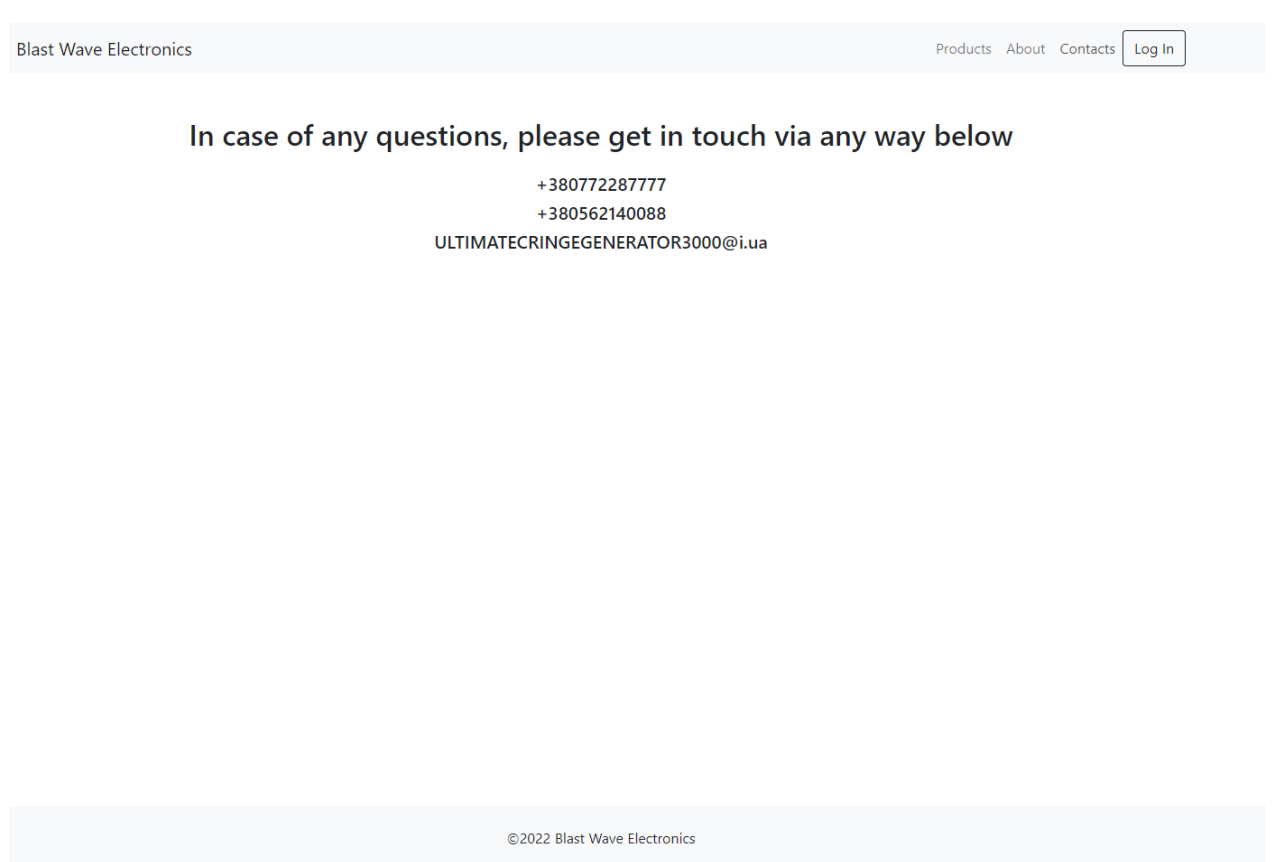 Blast Wave Electronics
Products About Contacts Log In
In case of any questions, please get in touch via any way below
+380772287777
+380562140088
ULTIMATECRINGEGENERATOR3000@i.ua
©2022 Blast Wave Electronics